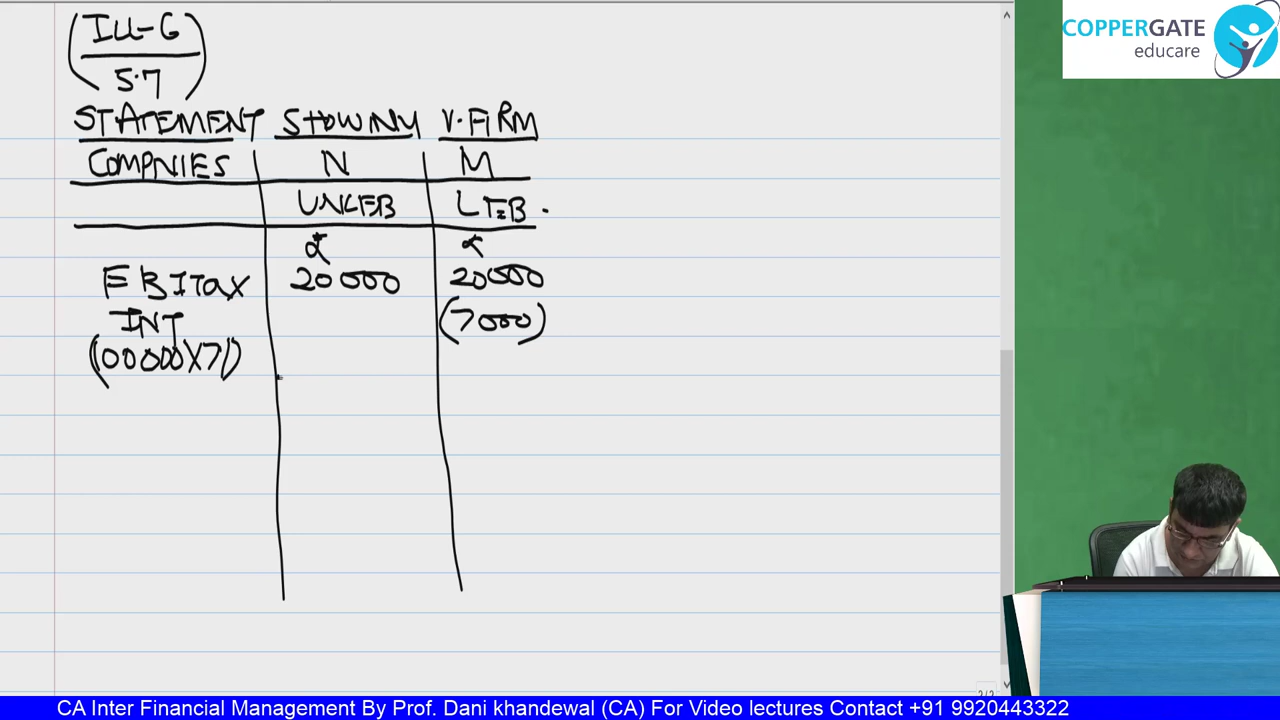 (ILL-6
5.7)
STATEMENT SHOWING V.FIRM
COMPNIES N M
UNLEB LEB.
₹ ₹
EBITax 20000 20000
INT (7000)
(100000X7%)
COPPERGATE
educare
CA Inter Financial Management By Prof. Dani khandewal (CA) For Video lectures Contact +91 9920443322